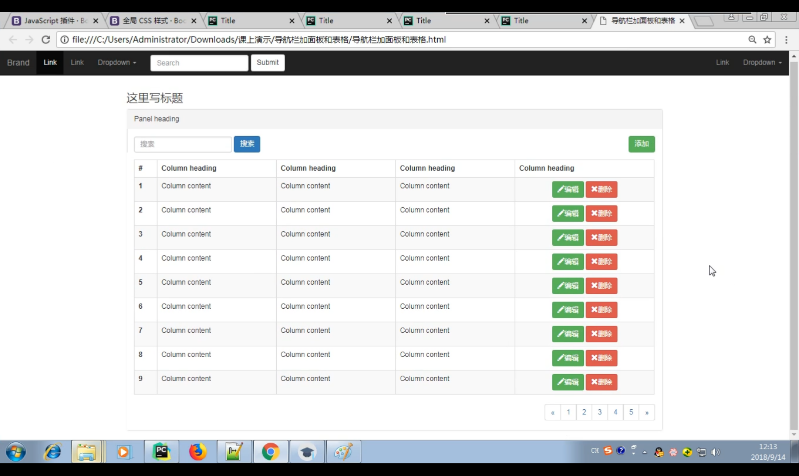 JavaScript 插件 · Bo
全局 CSS 样式 · Boo
Title
Title
Title
Title
导航栏加面板和表格
file:///C:/Users/Administrator/Downloads/课上演示/导航栏加面板和表格/导航栏加面板和表格.html
Brand Link Link Dropdown Search Submit Link Dropdown
这里写标题
Panel heading
搜索 搜索 添加
# Column heading Column heading Column heading Column heading
1 Column content Column content Column content 编辑 删除
2 Column content Column content Column content 编辑 删除
3 Column content Column content Column content 编辑 删除
4 Column content Column content Column content 编辑 删除
5 Column content Column content Column content 编辑 删除
6 Column content Column content Column content 编辑 删除
7 Column content Column content Column content 编辑 删除
8 Column content Column content Column content 编辑 删除
9 Column content Column content Column content 编辑 删除
« 1 2 3 4 5 »
CH
12:13
2018/9/14